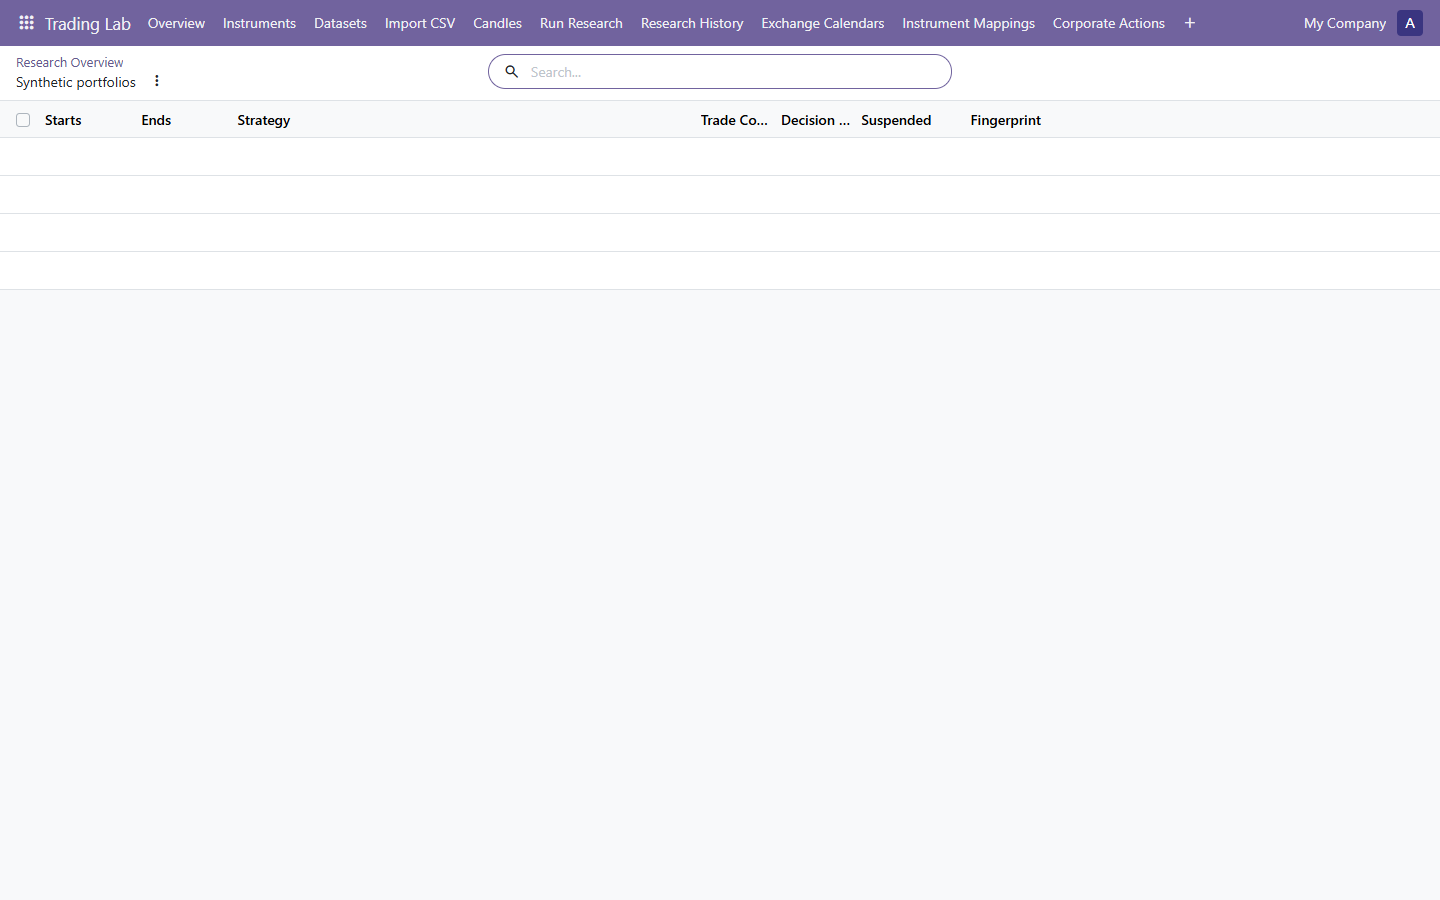 Trading Lab Overview Instruments Datasets Import CSV Candles Run Research Research History Exchange Calendars Instrument Mappings Corporate Actions + My Company A
Research Overview
Synthetic portfolios
Search...
Starts Ends Strategy Trade Co... Decision ... Suspended Fingerprint